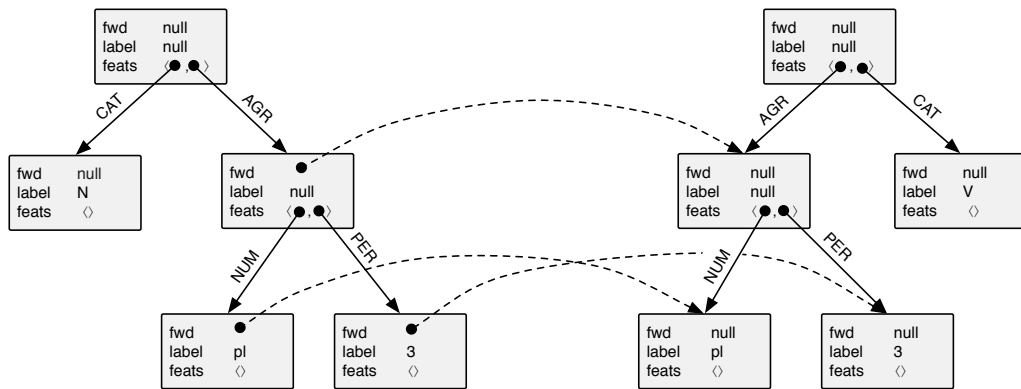 fwd null
label null
feats ⟨ , ⟩
fwd null
label null
feats ⟨ , ⟩
CAT
AGR
AGR
CAT
fwd null
label N
feats ⟨⟩
fwd
label null
feats ⟨ , ⟩
fwd null
label null
feats ⟨ , ⟩
fwd null
label V
feats ⟨⟩
NUM
PER
NUM
PER
fwd
label pl
feats ⟨⟩
fwd
label 3
feats ⟨⟩
fwd null
label pl
feats ⟨⟩
fwd null
label 3
feats ⟨⟩